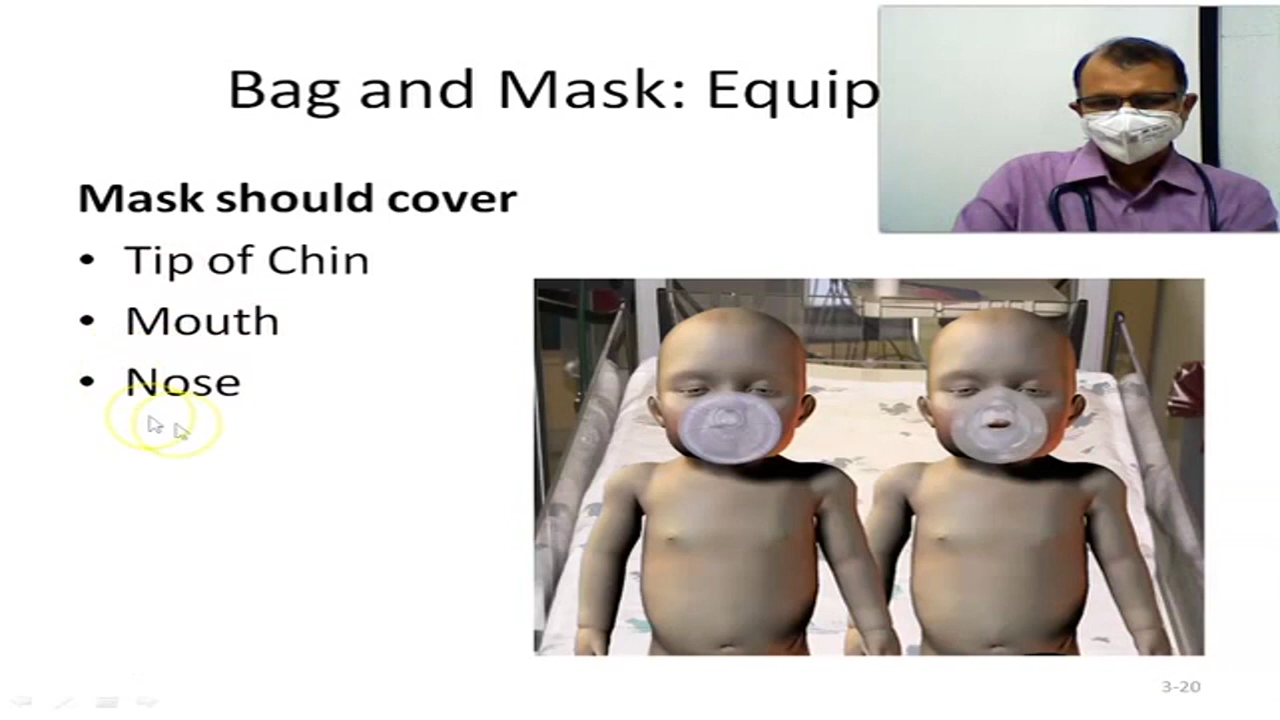 Bag and Mask: Equip
Mask should cover
• Tip of Chin
• Mouth
• Nose
3-20